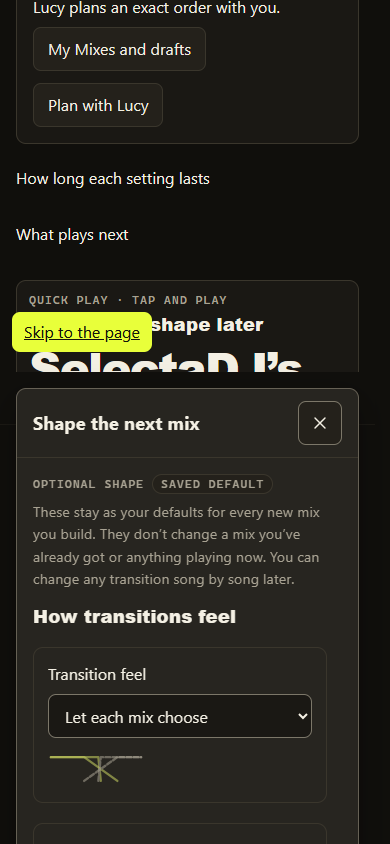 Lucy plans an exact order with you.
My Mixes and drafts
Plan with Lucy
How long each setting lasts
What plays next
QUICK PLAY · TAP AND PLAY
shape later
Skip to the page
SelectaDJ's
Shape the next mix
OPTIONAL SHAPE SAVED DEFAULT
These stay as your defaults for every new mix
you build. They don't change a mix you've
already got or anything playing now. You can
change any transition song by song later.
How transitions feel
Transition feel
Let each mix choose